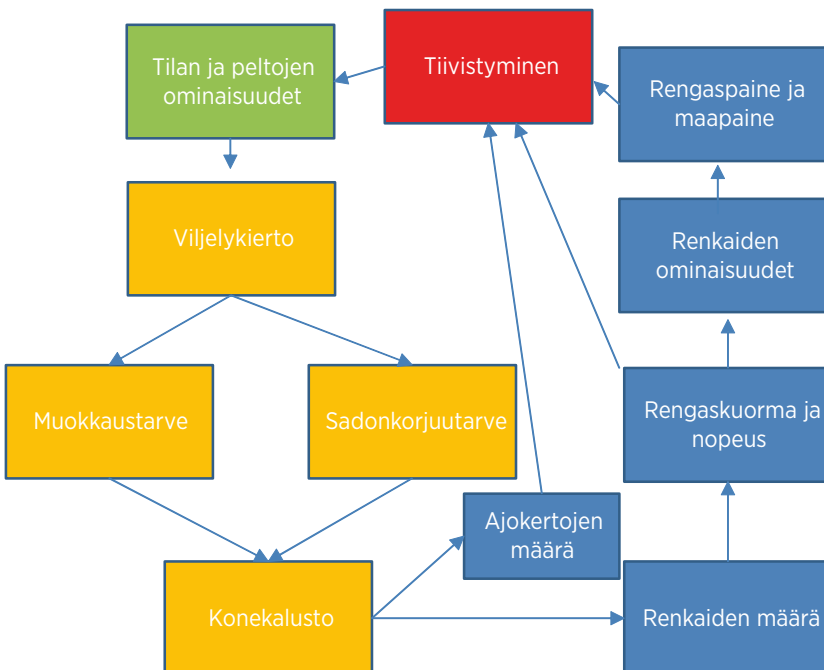 Tilan ja peltojen
ominaisuudet
Tiivistyminen
Rengaspaine ja
maapaine
Viljelykierto
Renkaiden
ominaisuudet
Muokkaustarve
Sadonkorjuutarve
Rengaskuorma ja
nopeus
Ajokertojen
määrä
Konekalusto
Renkaiden määrä